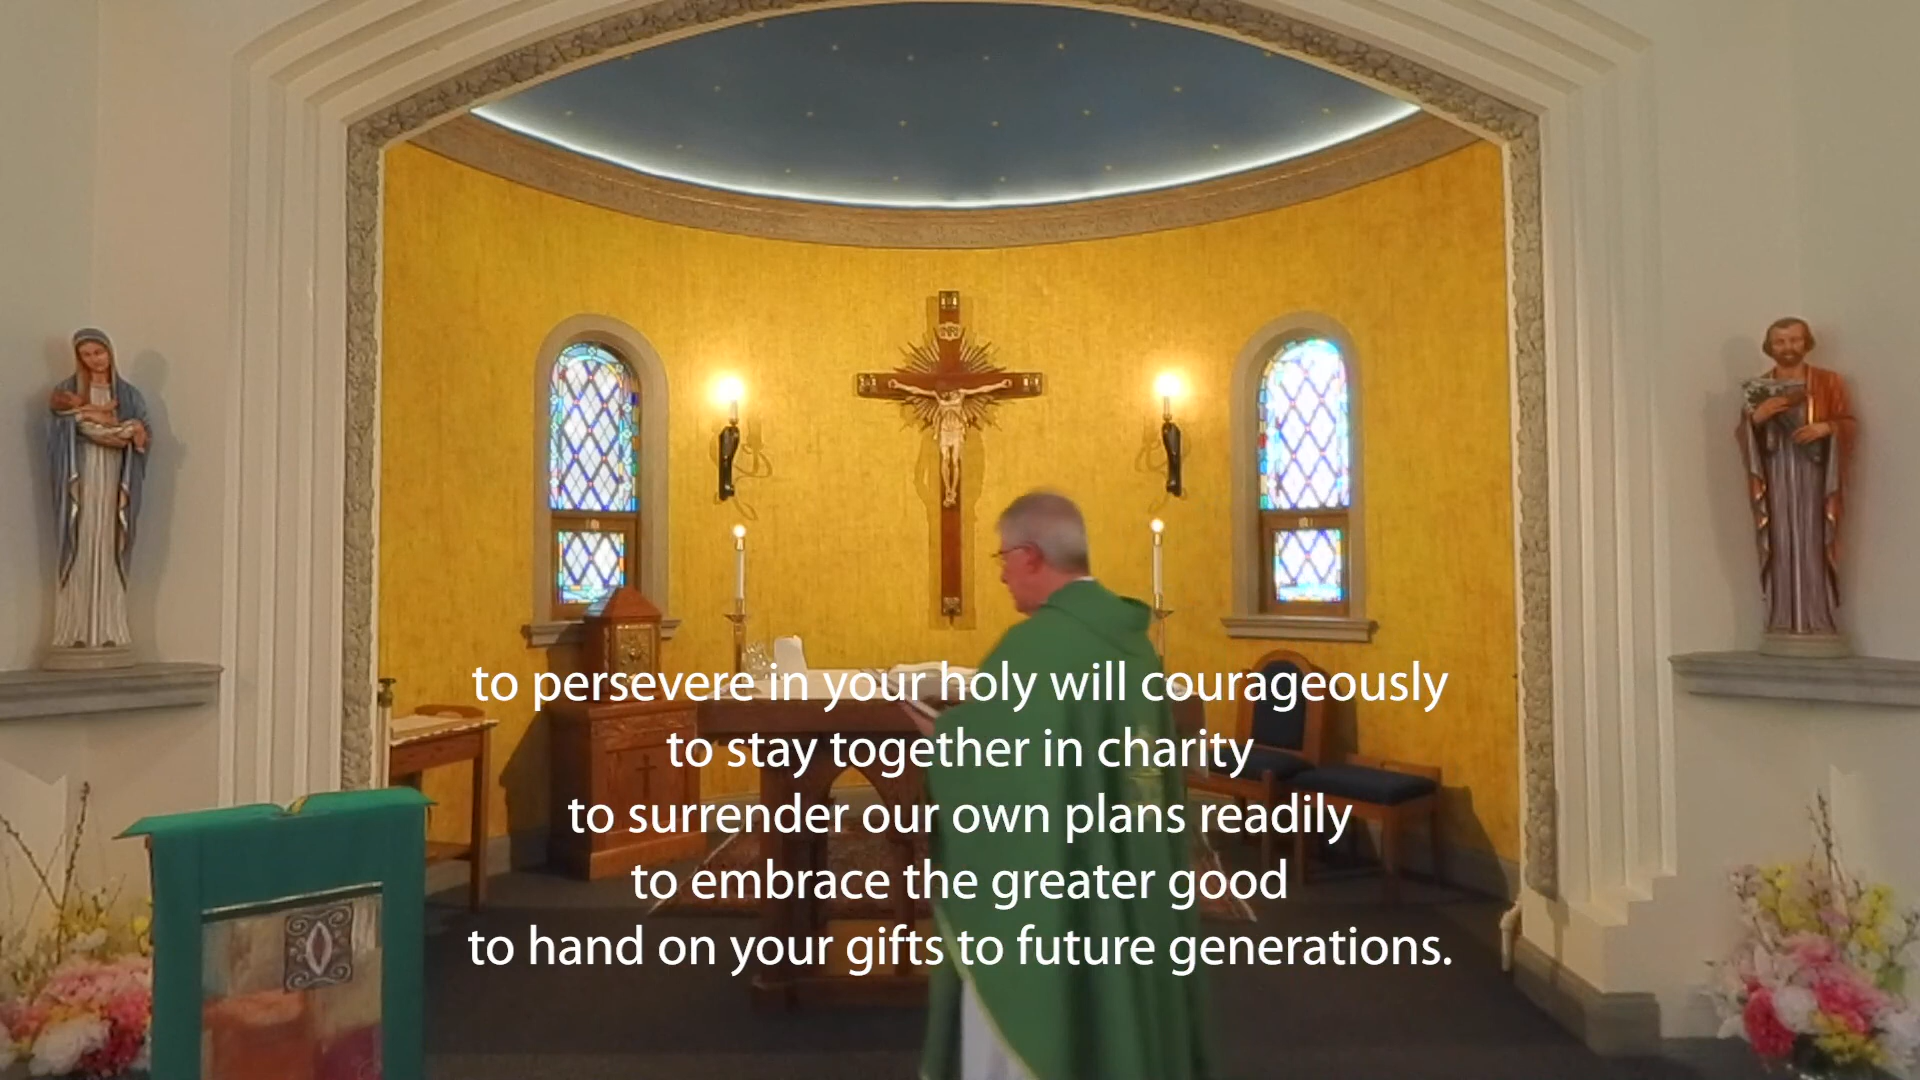 INRI
to persevere in your holy will courageously
to stay together in charity
to surrender our own plans readily
to embrace the greater good
to hand on your gifts to future generations.